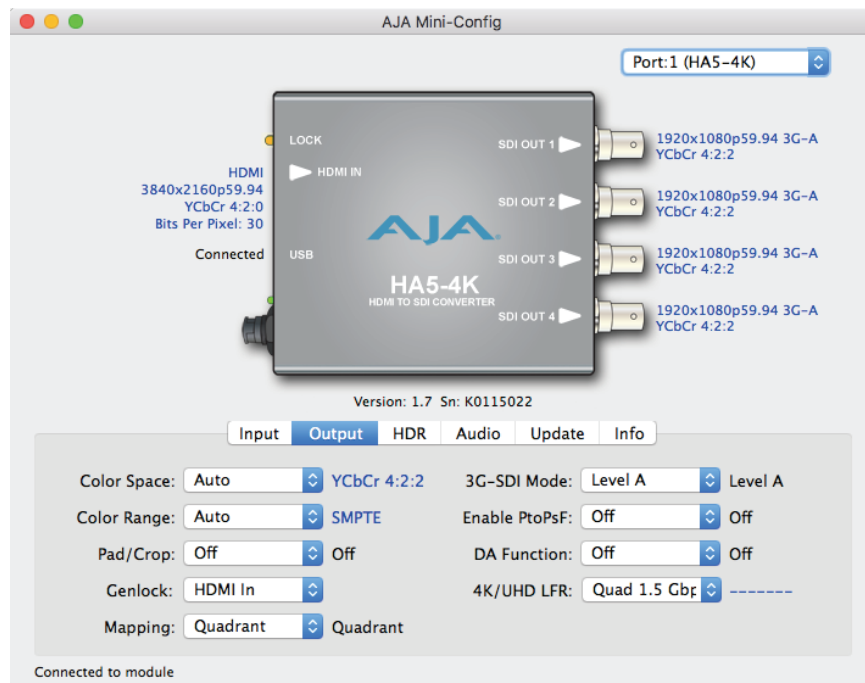 AJA Mini-Config
Port:1 (HA5-4K)
LOCK
HDMI IN
USB
HDMI
3840x2160p59.94
YCbCr 4:2:0
Bits Per Pixel: 30
Connected
AJA
HA5-4K
HDMI TO SDI CONVERTER
SDI OUT 1
1920x1080p59.94 3G-A
YCbCr 4:2:2
SDI OUT 2
1920x1080p59.94 3G-A
YCbCr 4:2:2
SDI OUT 3
1920x1080p59.94 3G-A
YCbCr 4:2:2
SDI OUT 4
1920x1080p59.94 3G-A
YCbCr 4:2:2
Version: 1.7 Sn: K0115022
Input Output HDR Audio Update Info
Color Space: Auto YCbCr 4:2:2
Color Range: Auto SMPTE
Pad/Crop: Off Off
Genlock: HDMI In
Mapping: Quadrant Quadrant
3G-SDI Mode: Level A Level A
Enable PtoPsF: Off Off
DA Function: Off Off
4K/UHD LFR: Quad 1.5 Gbp -------
Connected to module